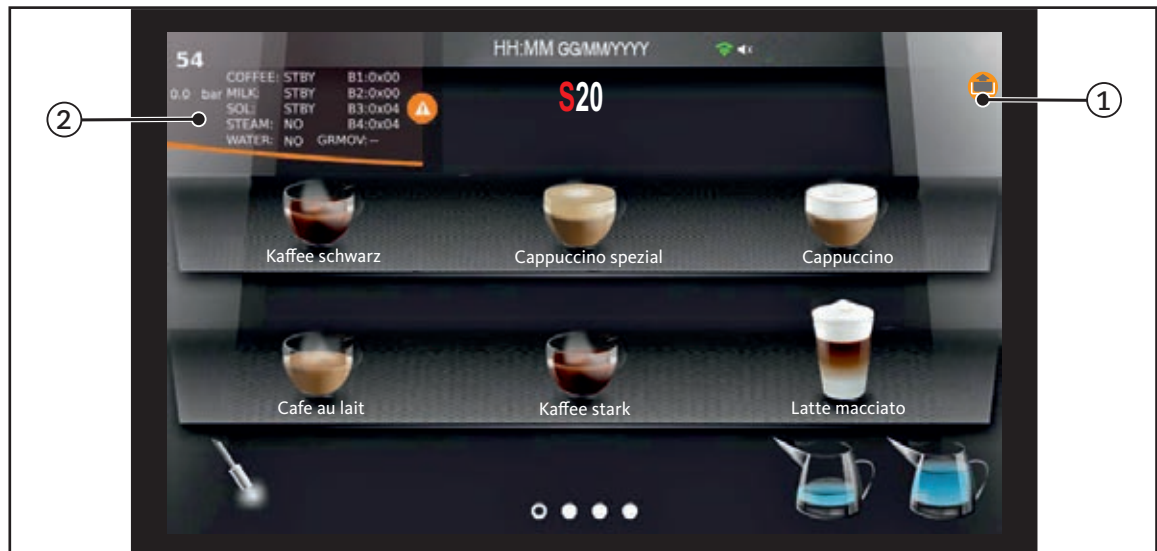 HH:MM GG/MM/YYYY
54
COFFEE: STBY B1:0x00
0.0 bar MILK: STBY B2:0x00
SOL: STBY B3:0x04
STEAM: NO B4:0x04
WATER: NO GRMOV: --
S20
1
2
Kaffee schwarz
Cappuccino spezial
Cappuccino
Cafe au lait
Kaffee stark
Latte macciato